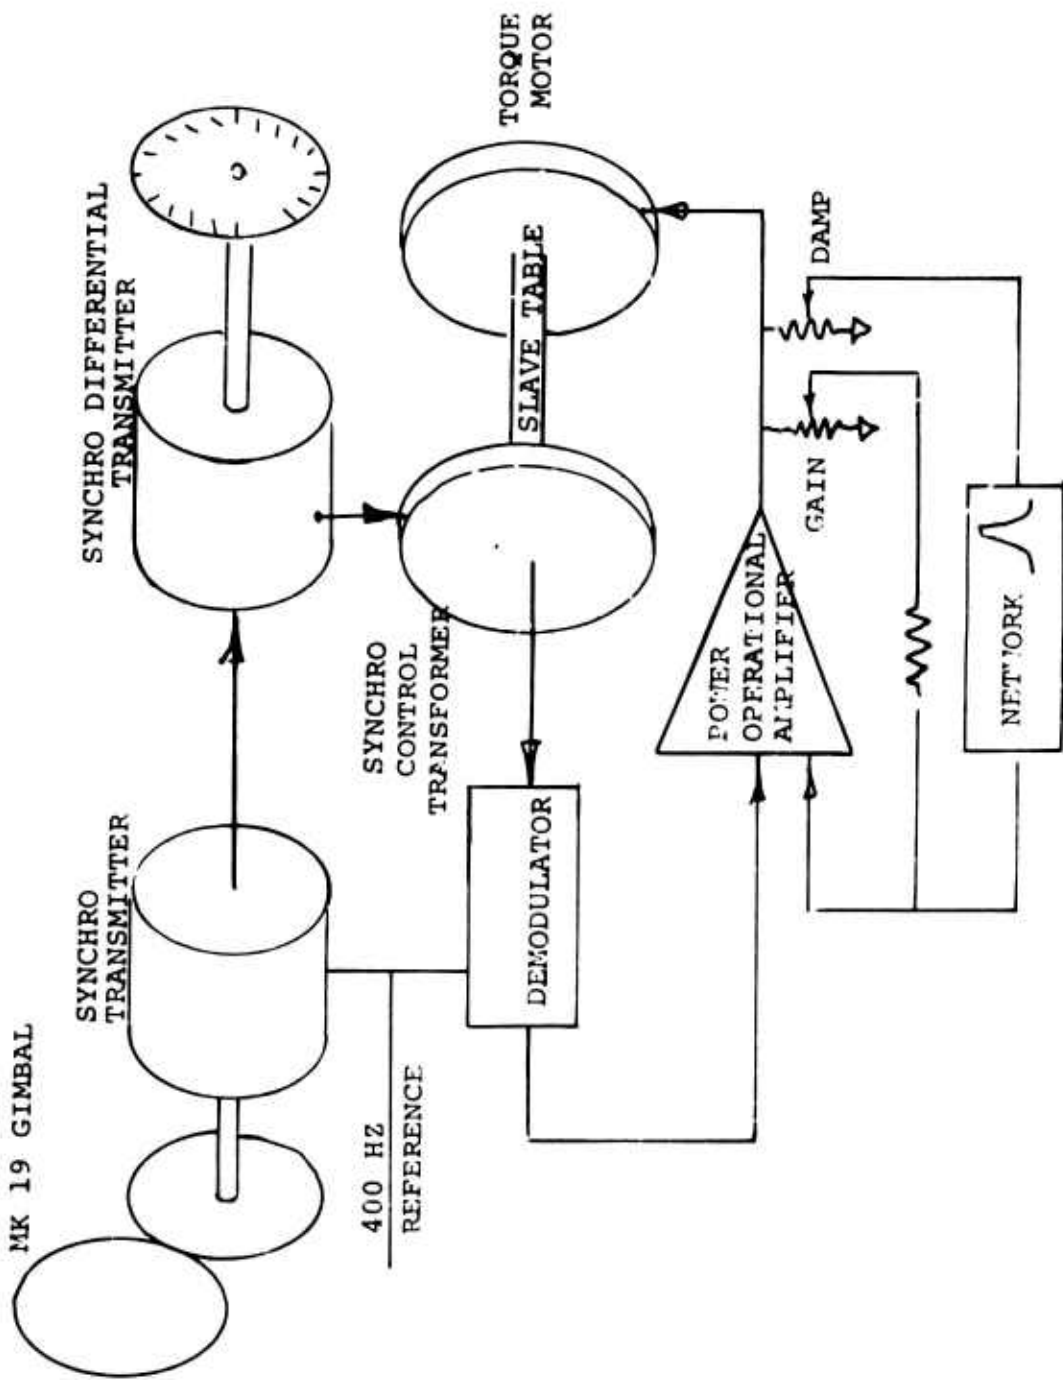 MK 19 GIMBAL
SYNCHRO
TRANSMITTER
SYNCHRO DIFFERENTIAL
TRANSMITTER
400 HZ
REFERENCE
SYNCHRO
CONTROL
TRANSFORMER
SLAVE TABLE
TORQUE
MOTOR
DEMODULATOR
POWER
OPERATIONAL
AMPLIFIER
GAIN
DAMP
NETWORK